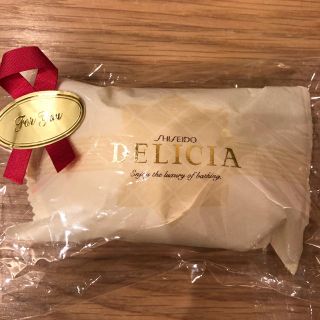 For You
SHISEIDO
DELICIA
Enjoy the luxury of bathing.